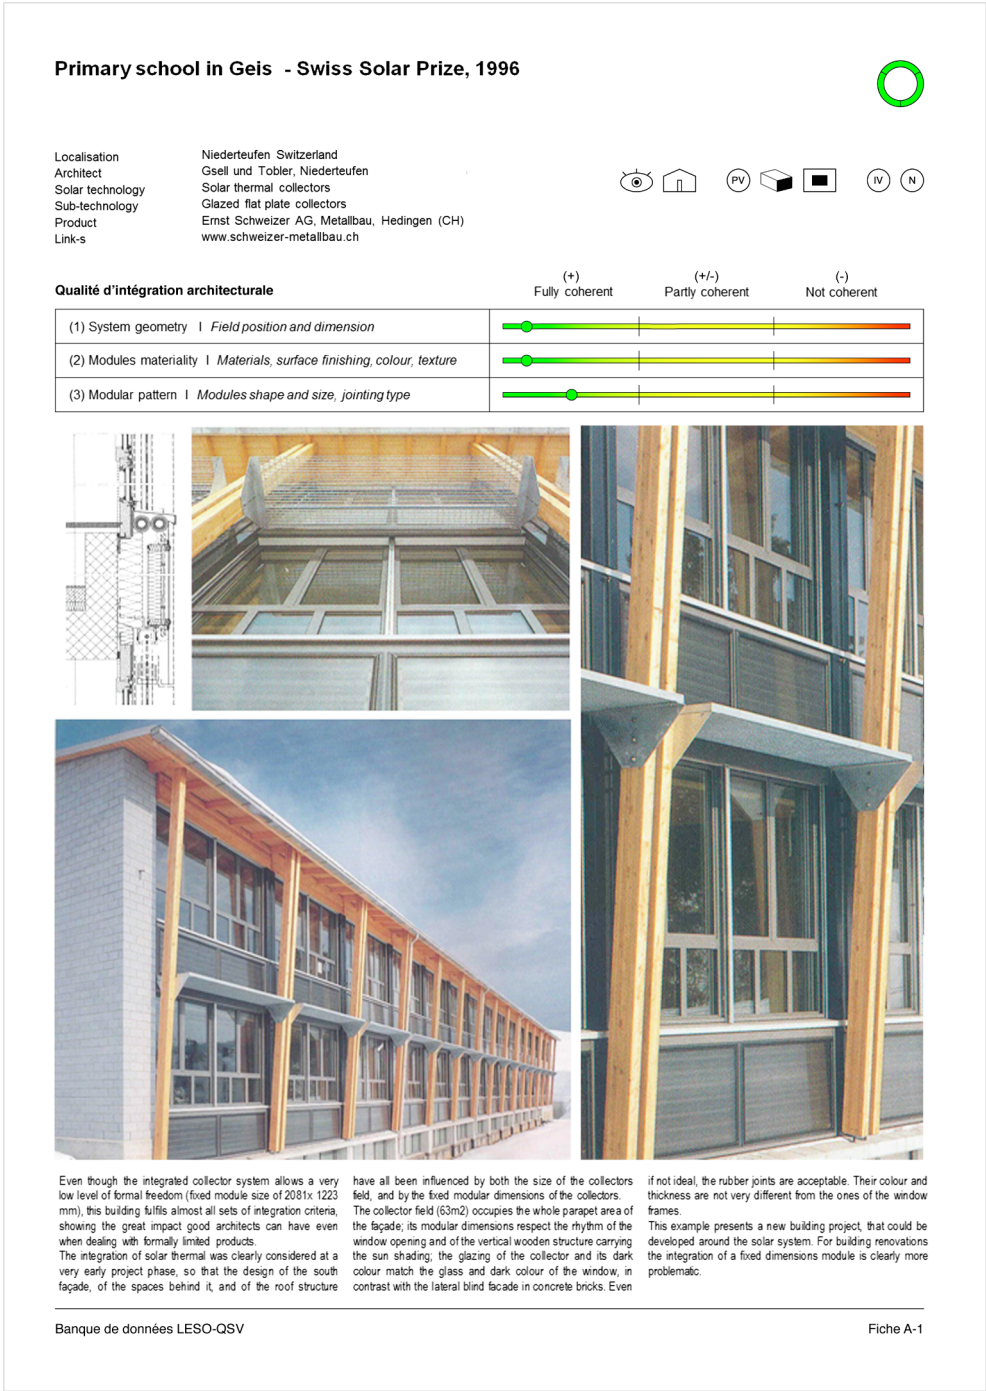 Primary school in Geis - Swiss Solar Prize, 1996
Localisation Niederteufen Switzerland
Architect Gsell und Tobler, Niederteufen
Solar technology Solar thermal collectors
Sub-technology Glazed flat plate collectors
Product Ernst Schweizer AG, Metallbau, Hedingen (CH)
Link-s www.schweizer-metallbau.ch
PV IV N
Qualité d'intégration architecturale
(+) (+/-) (-)
Fully coherent Partly coherent Not coherent
(1) System geometry I Field position and dimension
(2) Modules materiality I Materials, surface finishing, colour, texture
(3) Modular pattern I Modules shape and size, jointing type
Even though the integrated collector system allows a very
low level of formal freedom (fixed module size of 2081x 1223
mm), this building fulfils almost all sets of integration criteria,
showing the great impact good architects can have even
when dealing with formally limited products.
The integration of solar thermal was clearly considered at a
very early project phase, so that the design of the south
façade, of the spaces behind it, and of the roof structure
have all been influenced by both the size of the collectors
field, and by the fixed modular dimensions of the collectors.
The collector field (63m2) occupies the whole parapet area of
the façade; its modular dimensions respect the rhythm of the
window opening and of the vertical wooden structure carrying
the sun shading; the glazing of the collector and its dark
colour match the glass and dark colour of the window, in
contrast with the lateral blind facade in concrete bricks. Even
if not ideal, the rubber joints are acceptable. Their colour and
thickness are not very different from the ones of the window
frames.
This example presents a new building project, that could be
developed around the solar system. For building renovations
the integration of a fixed dimensions module is clearly more
problematic.
Banque de données LESO-QSV
Fiche A-1